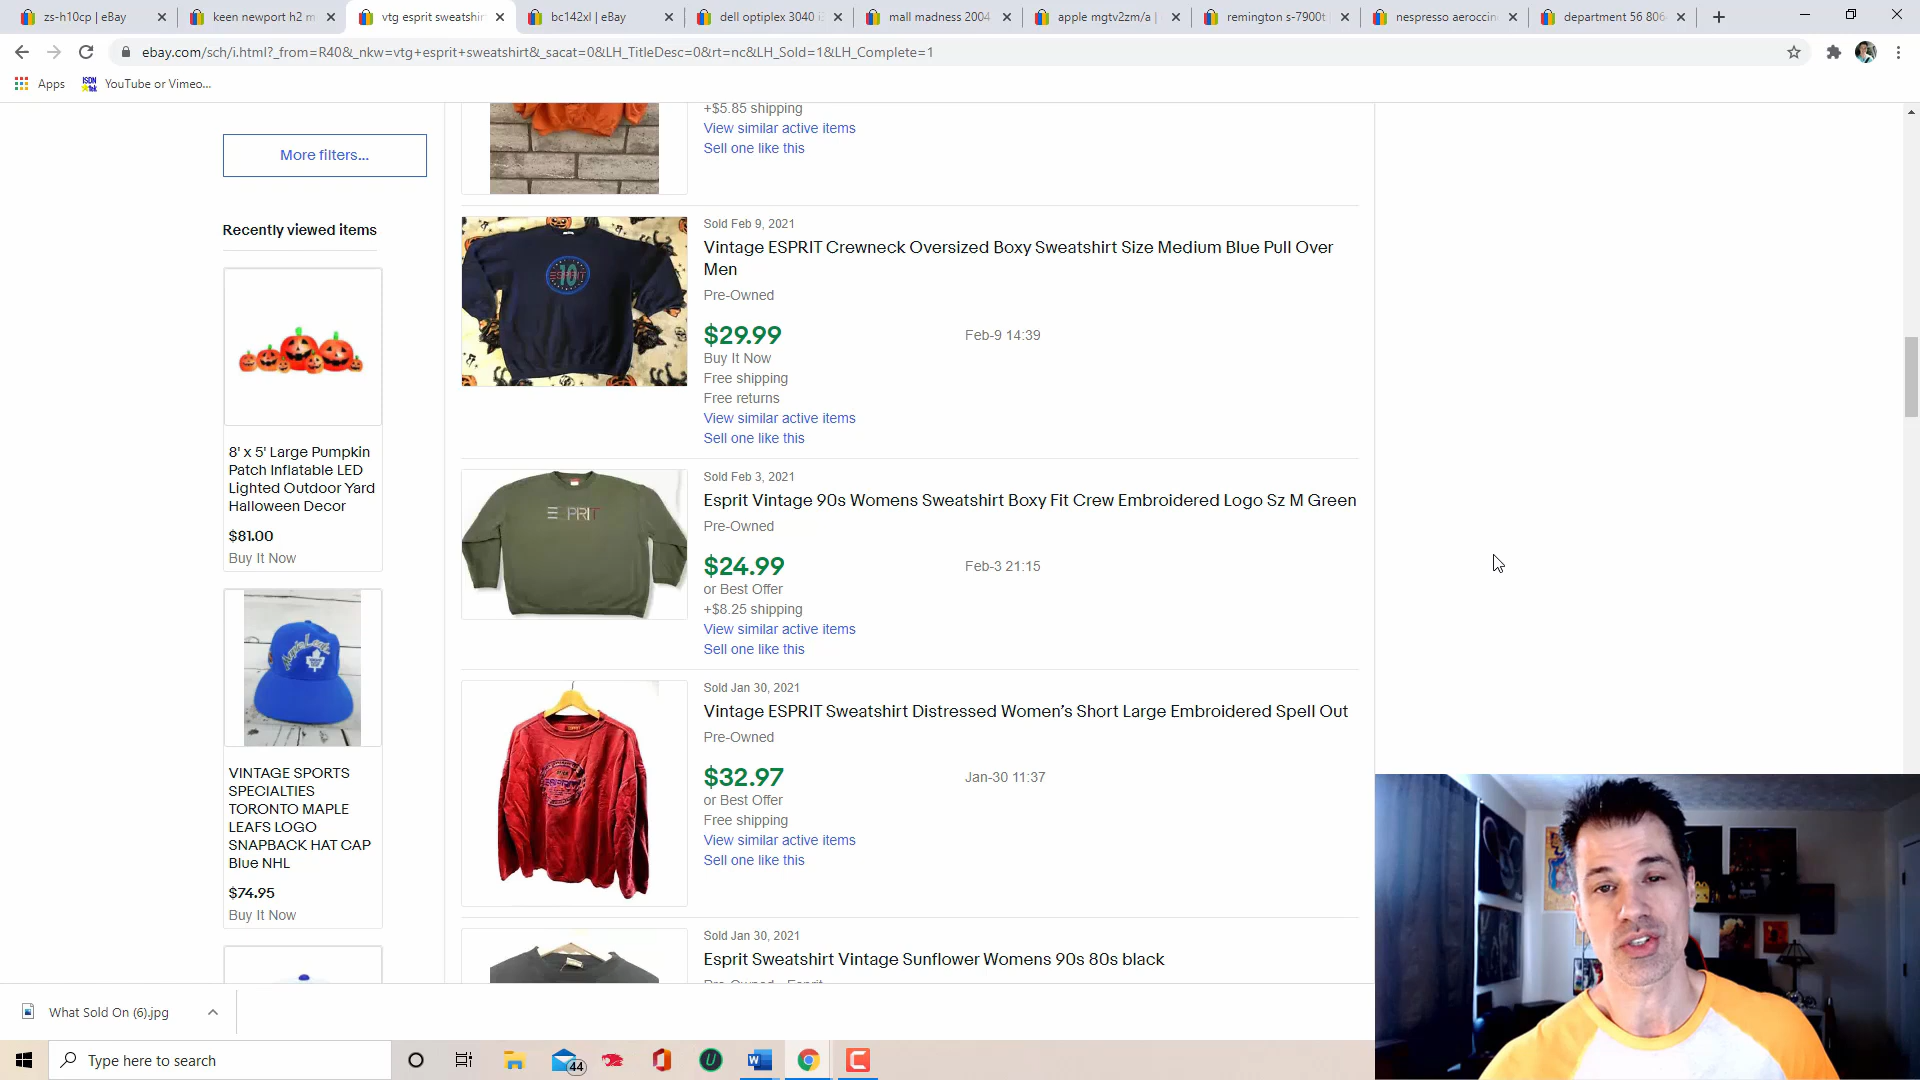 zs-h10cp | eBay
keen newport h2 m
vtg esprit sweatshir
bc142xl | eBay
dell optiplex 3040 i
mall madness 2004
apple mgtv2zm/a |
remington s-7900t
nespresso aeroccin
department 56 806
ebay.com/sch/i.html?_from=R40&_nkw=vtg+esprit+sweatshirt&_sacat=0&LH_TitleDesc=0&rt=nc&LH_Sold=1&LH_Complete=1
Apps
ISDN
Tek
YouTube or Vimeo...
More filters...
Recently viewed items
8' x 5' Large Pumpkin
Patch Inflatable LED
Lighted Outdoor Yard
Halloween Decor
$81.00
Buy It Now
VINTAGE SPORTS
SPECIALTIES
TORONTO MAPLE
LEAFS LOGO
SNAPBACK HAT CAP
Blue NHL
$74.95
Buy It Now
+$5.85 shipping
View similar active items
Sell one like this
10
ESPRIT
Sold Feb 9, 2021
Vintage ESPRIT Crewneck Oversized Boxy Sweatshirt Size Medium Blue Pull Over
Men
Pre-Owned
$29.99
Feb-9 14:39
Buy It Now
Free shipping
Free returns
View similar active items
Sell one like this
ESPRIT
Sold Feb 3, 2021
Esprit Vintage 90s Womens Sweatshirt Boxy Fit Crew Embroidered Logo Sz M Green
Pre-Owned
$24.99
Feb-3 21:15
or Best Offer
+$8.25 shipping
View similar active items
Sell one like this
ESPRIT
Sold Jan 30, 2021
Vintage ESPRIT Sweatshirt Distressed Women's Short Large Embroidered Spell Out
Pre-Owned
$32.97
Jan-30 11:37
or Best Offer
Free shipping
View similar active items
Sell one like this
Sold Jan 30, 2021
Esprit Sweatshirt Vintage Sunflower Womens 90s 80s black
What Sold On (6).jpg
Type here to search
44